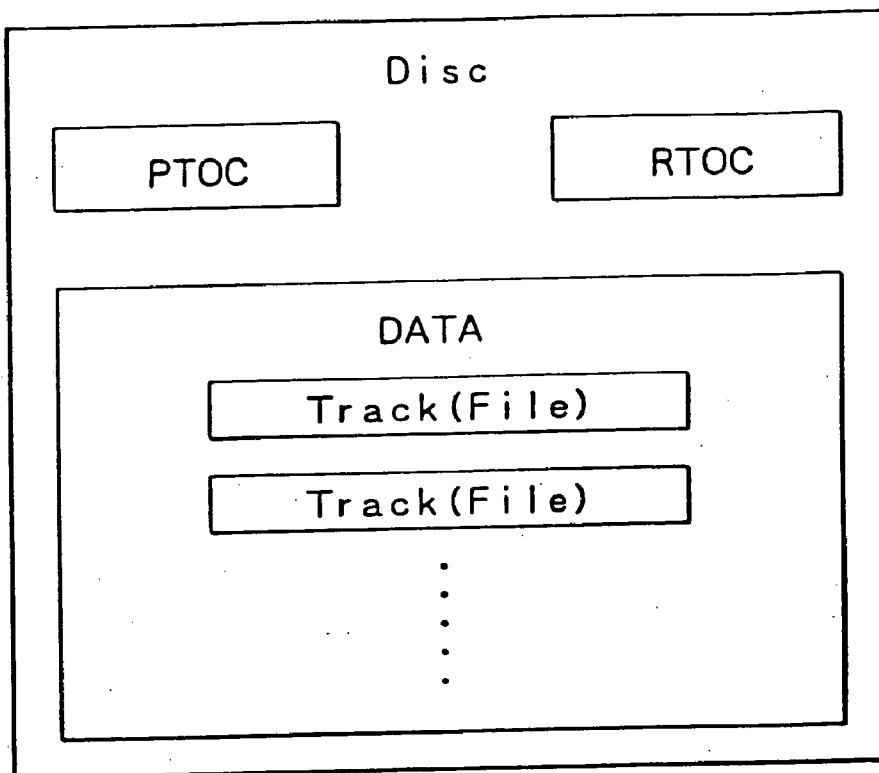 Disc
PTOC
RTOC
DATA
Track(File)
Track(File)